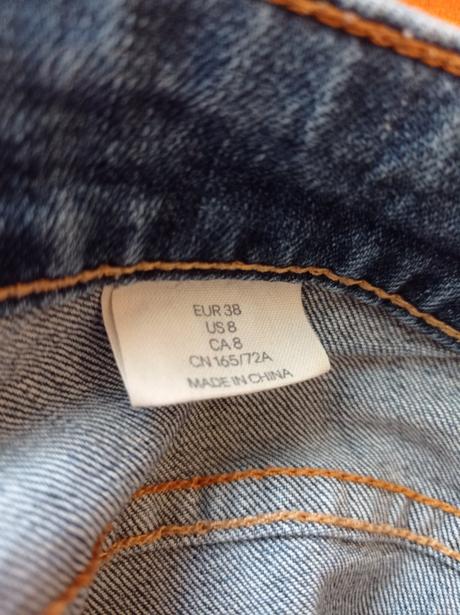 EUR 38
US 8
CA 8
CN 165/72A
MADE IN CHINA